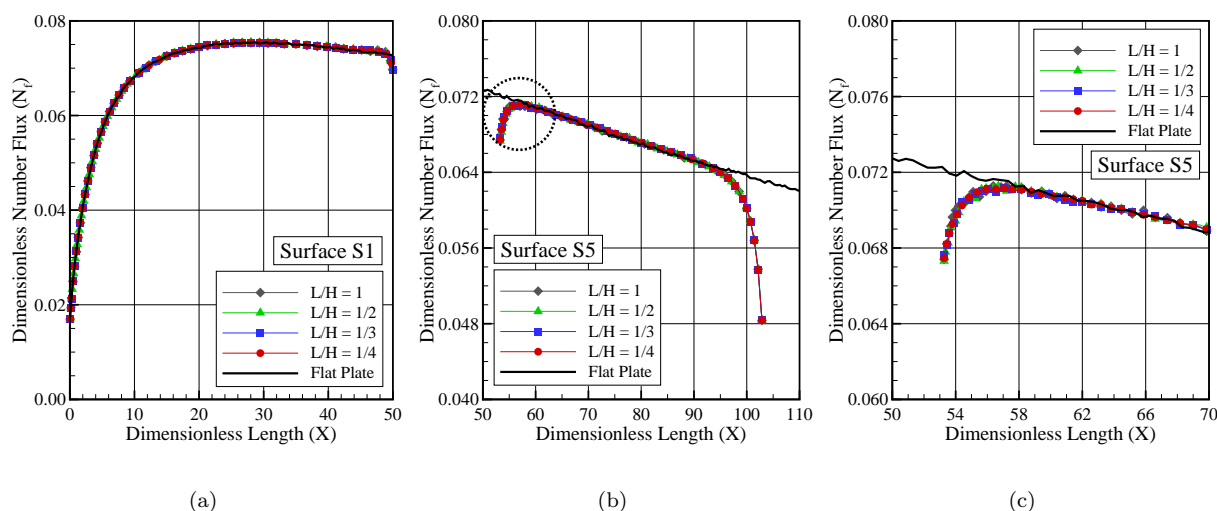 Dimensionless Number Flux (N_f)
0.08
0.06
0.04
0.02
0.00
Surface S1
L/H = 1
L/H = 1/2
L/H = 1/3
L/H = 1/4
Flat Plate
0 10 20 30 40 50
Dimensionless Length (X)
(a)
Dimensionless Number Flux (N_f)
0.080
0.072
0.064
0.056
0.048
0.040
Surface S5
L/H = 1
L/H = 1/2
L/H = 1/3
L/H = 1/4
Flat Plate
50 60 70 80 90 100 110
Dimensionless Length (X)
(b)
Dimensionless Number Flux (N_f)
0.080
0.076
0.072
0.068
0.064
0.060
L/H = 1
L/H = 1/2
L/H = 1/3
L/H = 1/4
Flat Plate
Surface S5
50 54 58 62 66 70
Dimensionless Length (X)
(c)